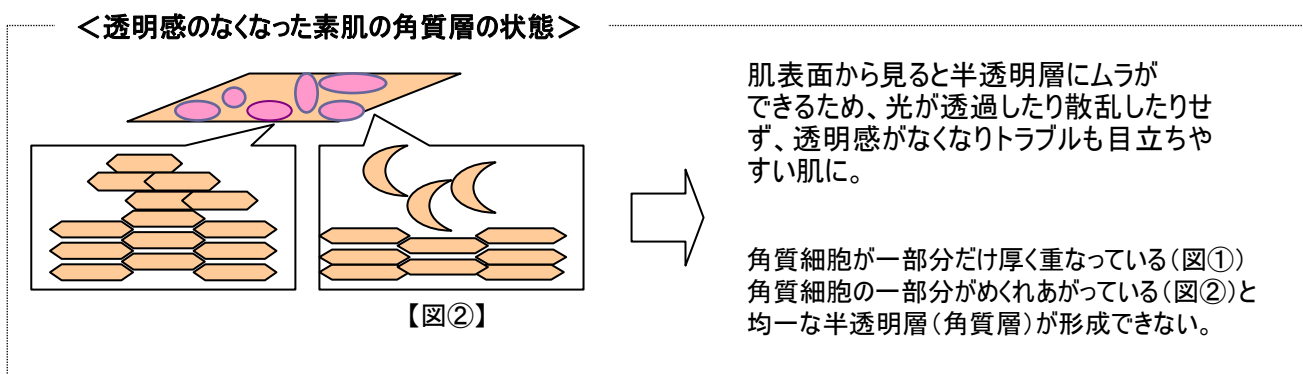 ＜透明感のなくなった素肌の角質層の状態＞
肌表面から見ると半透明層にムラが
できるため、光が透過したり散乱したりせ
ず、透明感がなくなりトラブルも目立ちや
すい肌に。
角質細胞が一部分だけ厚く重なっている（図①）
角質細胞の一部分がめくれあがっている（図②）と
均一な半透明層（角質層）が形成できない。
【図②】